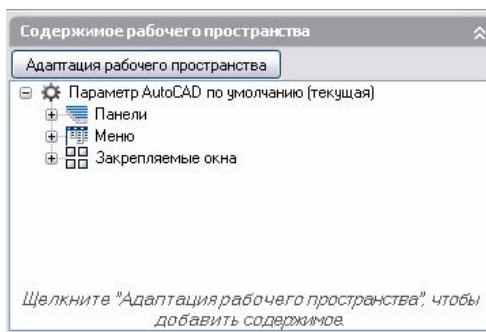 Содержимое рабочего пространства
Адаптация рабочего пространства
Параметр AutoCAD по умолчанию (текущая)
Панели
Меню
Закрепляемые окна
Щелкните "Адаптация рабочего пространства", чтобы
добавить содержимое.